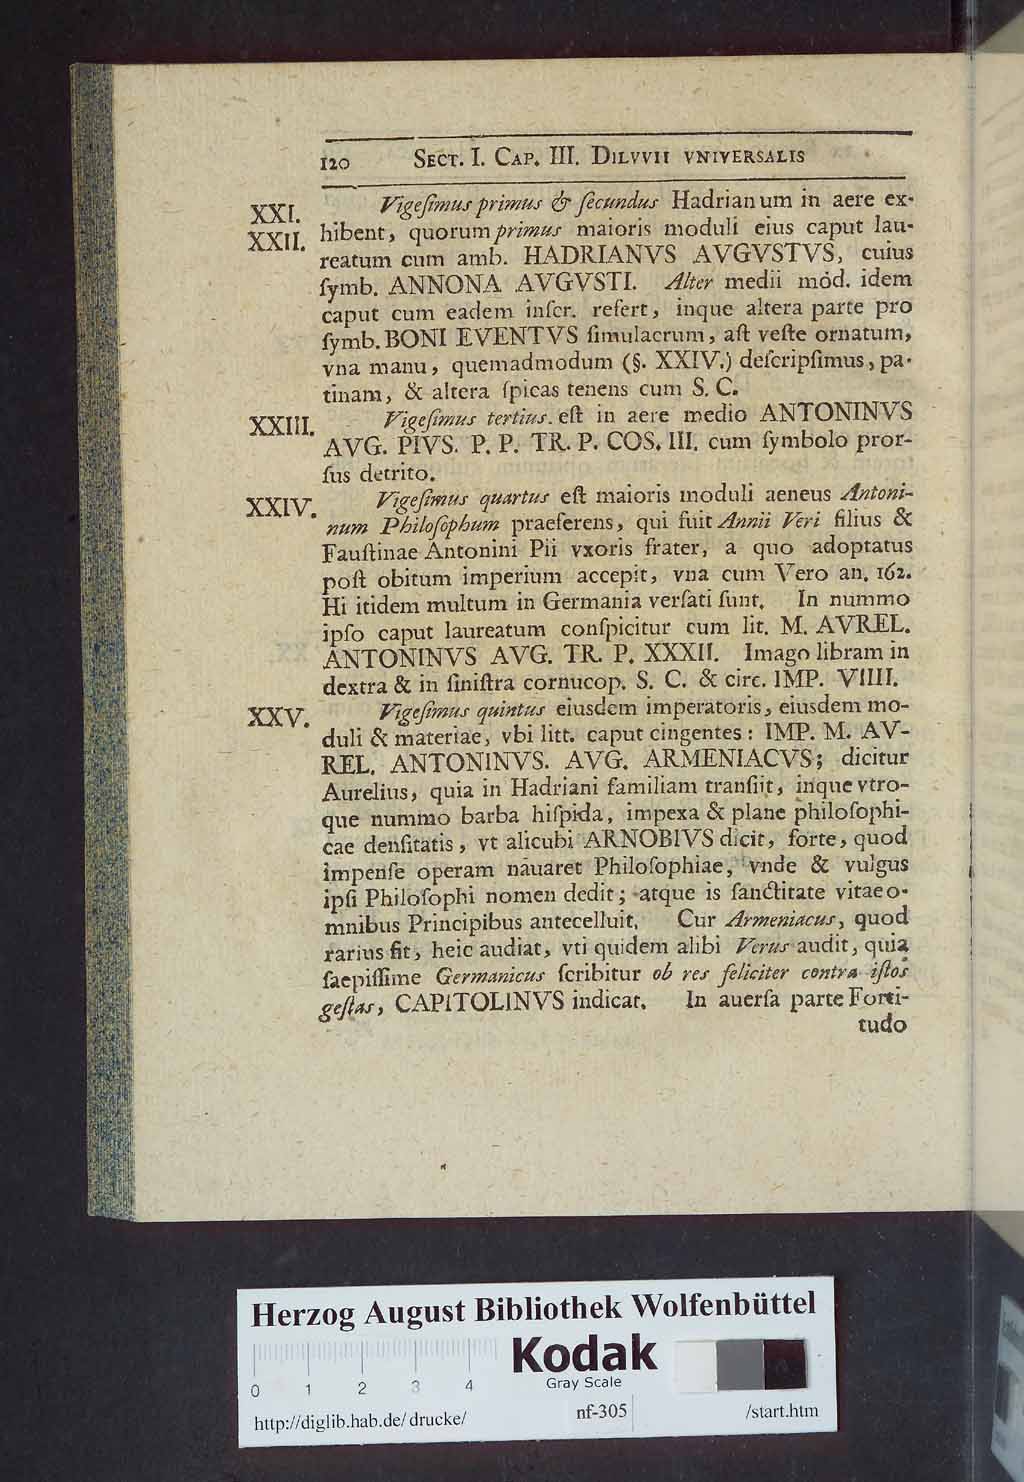 120 SECT. I. CAP. III. DILVVII VNIVERSALIS
XXI. Vigeſimus primus & ſecundus Hadrianum in aere ex-
XXII. hibent, quorum primus maioris moduli eius caput lau-
reatum cum amb. HADRIANVS AVGVSTVS, cuius
ſymb. ANNONA AVGVSTI. Alter medii mod. idem
caput cum eadem inſcr. refert, inque altera parte pro
ſymb. BONI EVENTVS ſimulacrum, aſt veſte ornatum,
vna manu, quemadmodum (§. XXIV.) deſcripſimus, pa-
tinam, & altera ſpicas tenens cum S. C.
XXIII. Vigeſimus tertius. eſt in aere medio ANTONINVS
AVG. PIVS. P. P. TR. P. COS. III. cum ſymbolo pror-
ſus detrito.
XXIV. Vigeſimus quartus eſt maioris moduli aeneus Antoni-
num Philoſophum praeferens, qui fuit Annii Veri filius &
Fauſtinae Antonini Pii vxoris frater, a quo adoptatus
poſt obitum imperium accepit, vna cum Vero an. 162.
Hi itidem multum in Germania verſati ſunt. In nummo
ipſo caput laureatum conſpicitur cum lit. M. AVREL.
ANTONINVS AVG. TR. P. XXXII. Imago libram in
dextra & in ſiniſtra cornucop. S. C. & circ. IMP. VIIII.
XXV. Vigeſimus quintus eiusdem imperatoris, eiusdem mo-
duli & materiae, vbi litt. caput cingentes: IMP. M. AV-
REL. ANTONINVS. AVG. ARMENIACVS; dicitur
Aurelius, quia in Hadriani familiam tranſiit, inque vtro-
que nummo barba hiſpida, impexa & plane philoſophi-
cae denſitatis, vt alicubi ARNOBIVS dicit, forte, quod
impenſe operam nauaret Philoſophiae, vnde & vulgus
ipſi Philoſophi nomen dedit; atque is ſanctitate vitae o-
mnibus Principibus antecelluit. Cur Armeniacus, quod
rarius fit, heic audiat, vti quidem alibi Verus audit, quia
ſaepiſſime Germanicus ſcribitur ob res feliciter contra iſtos
geſtas, CAPITOLINVS indicat. In auerſa parte Forti-
tudo
Herzog August Bibliothek Wolfenbüttel
Kodak
Gray Scale
0 1 2 3 4
http://diglib.hab.de/drucke/ nf-305 /start.htm